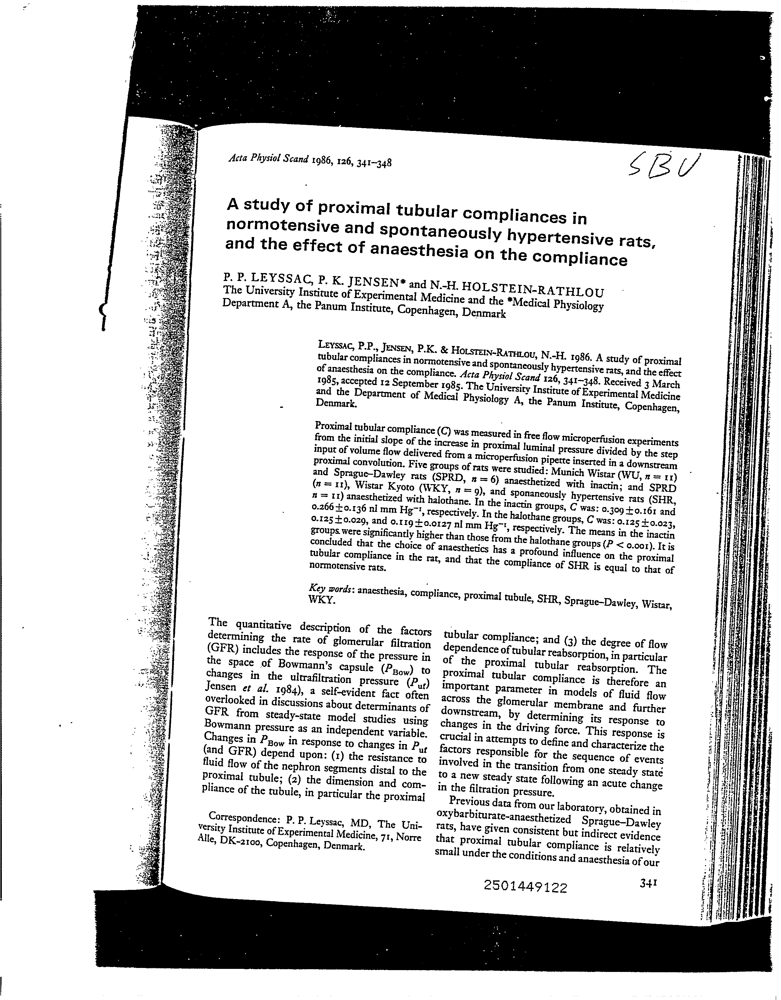 Acta Physiol Scand 1986, 126, 341–348
SBU
A study of proximal tubular compliances in
normotensive and spontaneously hypertensive rats,
and the effect of anaesthesia on the compliance
P. P. LEYSSAC, P. K. JENSEN* and N.-H. HOLSTEIN-RATHLOU
The University Institute of Experimental Medicine and the *Medical Physiology
Department A, the Panum Institute, Copenhagen, Denmark
LEYSSAC, P.P., JENSEN, P.K. & HOLSTEIN-RATHLOU, N.-H. 1986. A study of proximal
tubular compliances in normotensive and spontaneously hypertensive rats, and the effect
of anaesthesia on the compliance. Acta Physiol Scand 126, 341–348. Received 3 March
1985, accepted 12 September 1985. The University Institute of Experimental Medicine
and the Department of Medical Physiology A, the Panum Institute, Copenhagen,
Denmark.
Proximal tubular compliance (C) was measured in free flow microperfusion experiments
from the initial slope of the increase in proximal luminal pressure divided by the step
input of volume flow delivered from a microperfusion pipette inserted in a downstream
proximal convolution. Five groups of rats were studied: Munich Wistar (WU, n = 11)
and Sprague–Dawley rats (SPRD, n = 6) anaesthetized with inactin; and SPRD
(n = 11), Wistar Kyoto (WKY, n = 9), and sponaneously hypertensive rats (SHR,
n = 11) anaesthetized with halothane. In the inactin groups, C was: 0.309±0.161 and
0.266±0.136 nl mm Hg⁻¹, respectively. In the halothane groups, C was: 0.125±0.023,
0.125±0.029, and 0.119±0.0127 nl mm Hg⁻¹, respectively. The means in the inactin
groups were significantly higher than those from the halothane groups (P < 0.001). It is
concluded that the choice of anaesthetics has a profound influence on the proximal
tubular compliance in the rat, and that the compliance of SHR is equal to that of
normotensive rats.
Key words: anaesthesia, compliance, proximal tubule, SHR, Sprague–Dawley, Wistar,
WKY.
The quantitative description of the factors
determining the rate of glomerular filtration
(GFR) includes the response of the pressure in
the space of Bowmann's capsule (P_Bow) to
changes in the ultrafiltration pressure (P_uf)
Jensen et al. 1984), a self-evident fact often
overlooked in discussions about determinants of
GFR from steady-state model studies using
Bowmann pressure as an independent variable.
Changes in P_Bow in response to changes in P_uf
(and GFR) depend upon: (1) the resistance to
fluid flow of the nephron segments distal to the
proximal tubule; (2) the dimension and com-
pliance of the tubule, in particular the proximal
Correspondence: P. P. Leyssac, MD, The Uni-
versity Institute of Experimental Medicine, 71, Norre
Alle, DK-2100, Copenhagen, Denmark.
tubular compliance; and (3) the degree of flow
dependence of tubular reabsorption, in particular
of the proximal tubular reabsorption. The
proximal tubular compliance is therefore an
important parameter in models of fluid flow
across the glomerular membrane and further
downstream, by determining its response to
changes in the driving force. This response is
crucial in attempts to define and characterize the
factors responsible for the sequence of events
involved in the transition from one steady state
to a new steady state following an acute change
in the filtration pressure.
Previous data from our laboratory, obtained in
oxybarbiturate-anaesthetized Sprague–Dawley
rats, have given consistent but indirect evidence
that proximal tubular compliance is relatively
small under the conditions and anaesthesia of our
341
2501449122